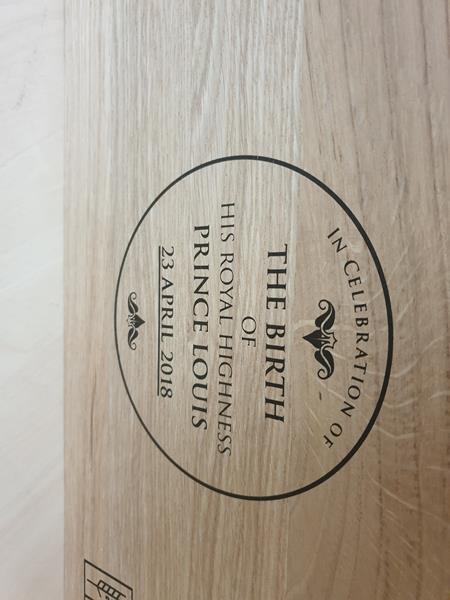 IN CELEBRATION OF
THE BIRTH
OF
HIS ROYAL HIGHNESS
PRINCE LOUIS
23 APRIL 2018